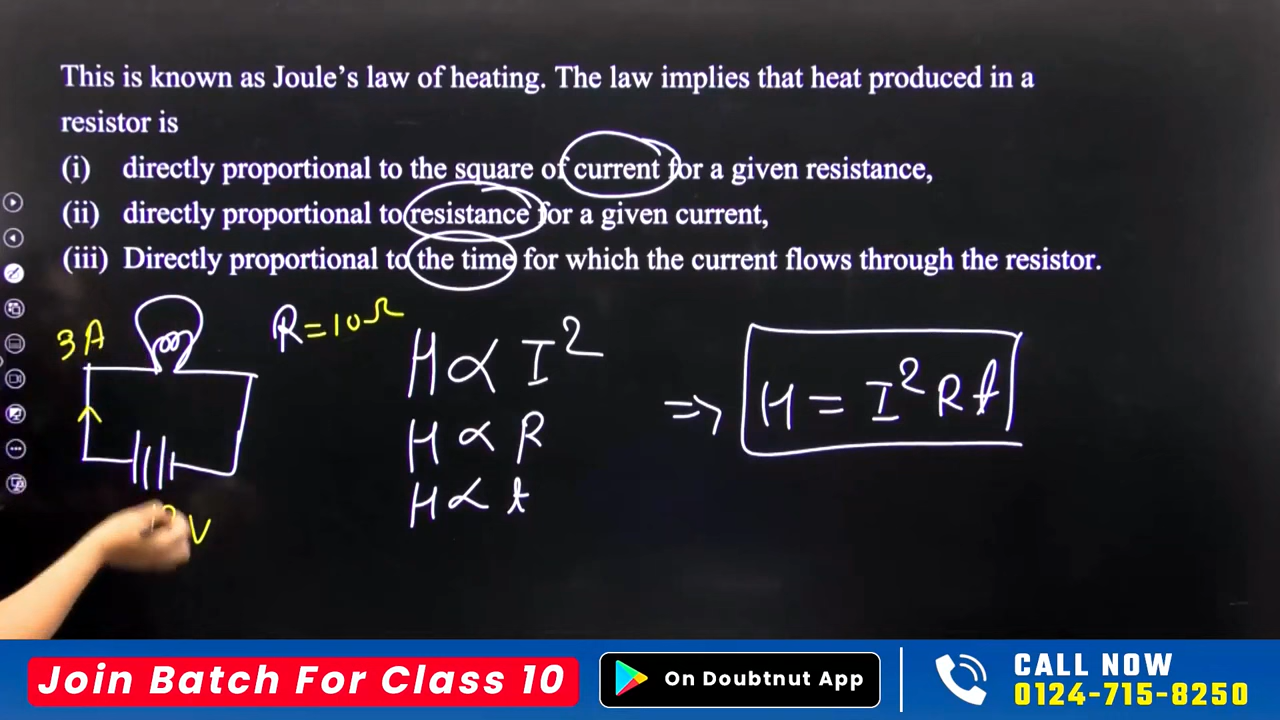 This is known as Joule's law of heating. The law implies that heat produced in a
resistor is
(i) directly proportional to the square of current for a given resistance,
(ii) directly proportional to resistance for a given current,
(iii) Directly proportional to the time for which the current flows through the resistor.
3A
R=10Ω
H∝ I²
H ∝ R
H∝ t
=> H = I²Rt
V
Join Batch For Class 10
On Doubtnut App
CALL NOW
0124-715-8250